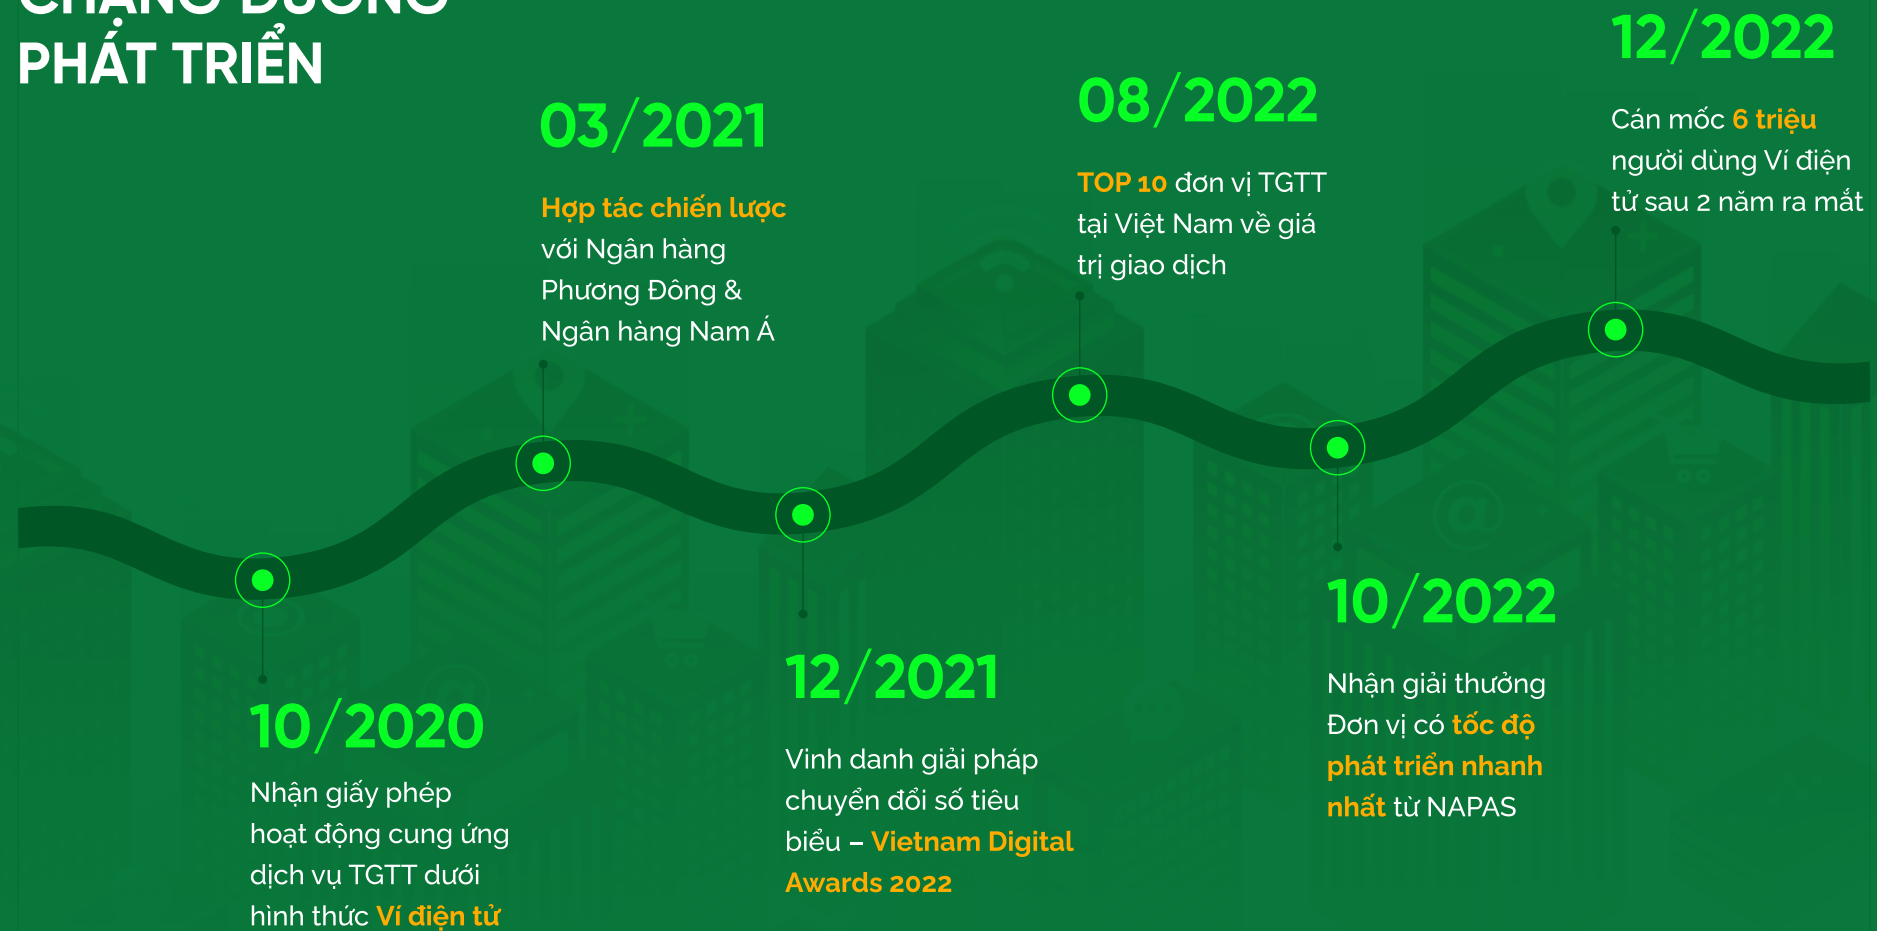 CHẶNG ĐƯỜNG
PHÁT TRIỂN
10/2020
Nhận giấy phép
hoạt động cung ứng
dịch vụ TGTT dưới
hình thức Ví điện tử
03/2021
Hợp tác chiến lược
với Ngân hàng
Phương Đông &
Ngân hàng Nam Á
12/2021
Vinh danh giải pháp
chuyển đổi số tiêu
biểu – Vietnam Digital
Awards 2022
08/2022
TOP 10 đơn vị TGTT
tại Việt Nam về giá
trị giao dịch
10/2022
Nhận giải thưởng
Đơn vị có tốc độ
phát triển nhanh
nhất từ NAPAS
12/2022
Cán mốc 6 triệu
người dùng Ví điện
tử sau 2 năm ra mắt